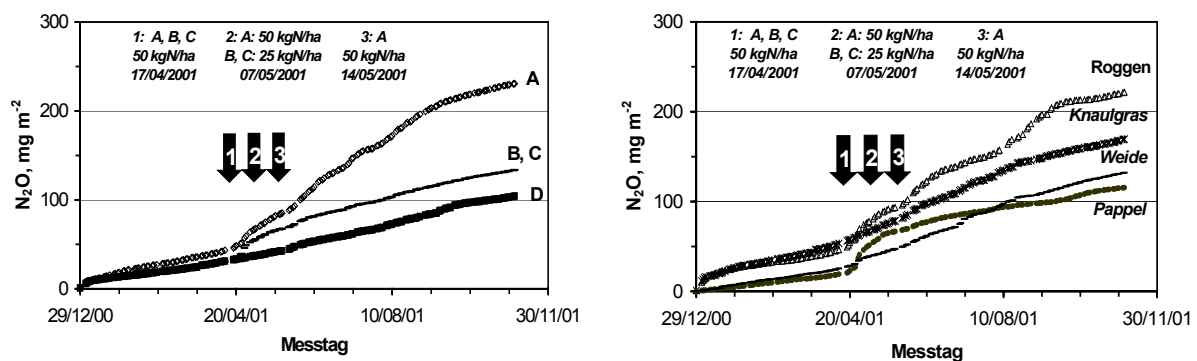 300
200
100
0
N₂O, mg m⁻²
1: A, B, C 2: A: 50 kgN/ha 3: A
50 kgN/ha B, C: 25 kgN/ha 50 kgN/ha
17/04/2001 07/05/2001 14/05/2001
A
1 2 3
B, C
D
29/12/00 20/04/01 10/08/01 30/11/01
Messtag
300
200
100
0
N₂O, mg m⁻²
1: A, B, C 2: A: 50 kgN/ha 3: A
50 kgN/ha B, C: 25 kgN/ha 50 kgN/ha
17/04/2001 07/05/2001 14/05/2001
Roggen
Knaulgras
1 2 3
Weide
Pappel
29/12/00 20/04/01 10/08/01 30/11/01
Messtag